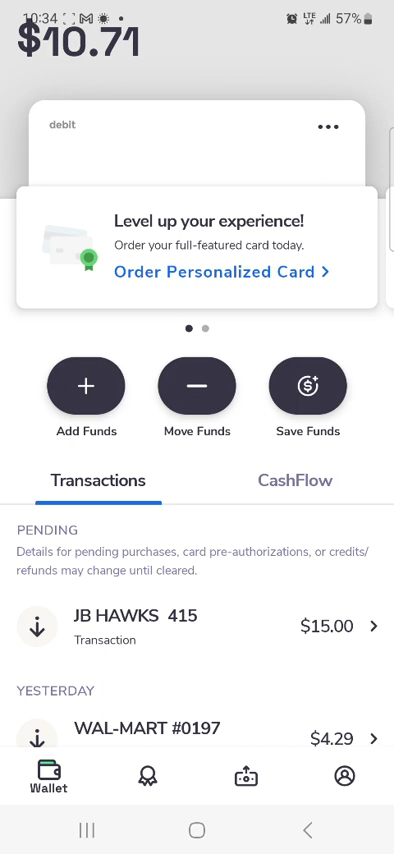 10:34 LTE 57%
$10.71
debit
Level up your experience!
Order your full-featured card today.
Order Personalized Card >
Add Funds Move Funds Save Funds
Transactions CashFlow
PENDING
Details for pending purchases, card pre-authorizations, or credits/
refunds may change until cleared.
JB HAWKS 415
$15.00
Transaction
YESTERDAY
WAL-MART #0197
$4.29
Wallet